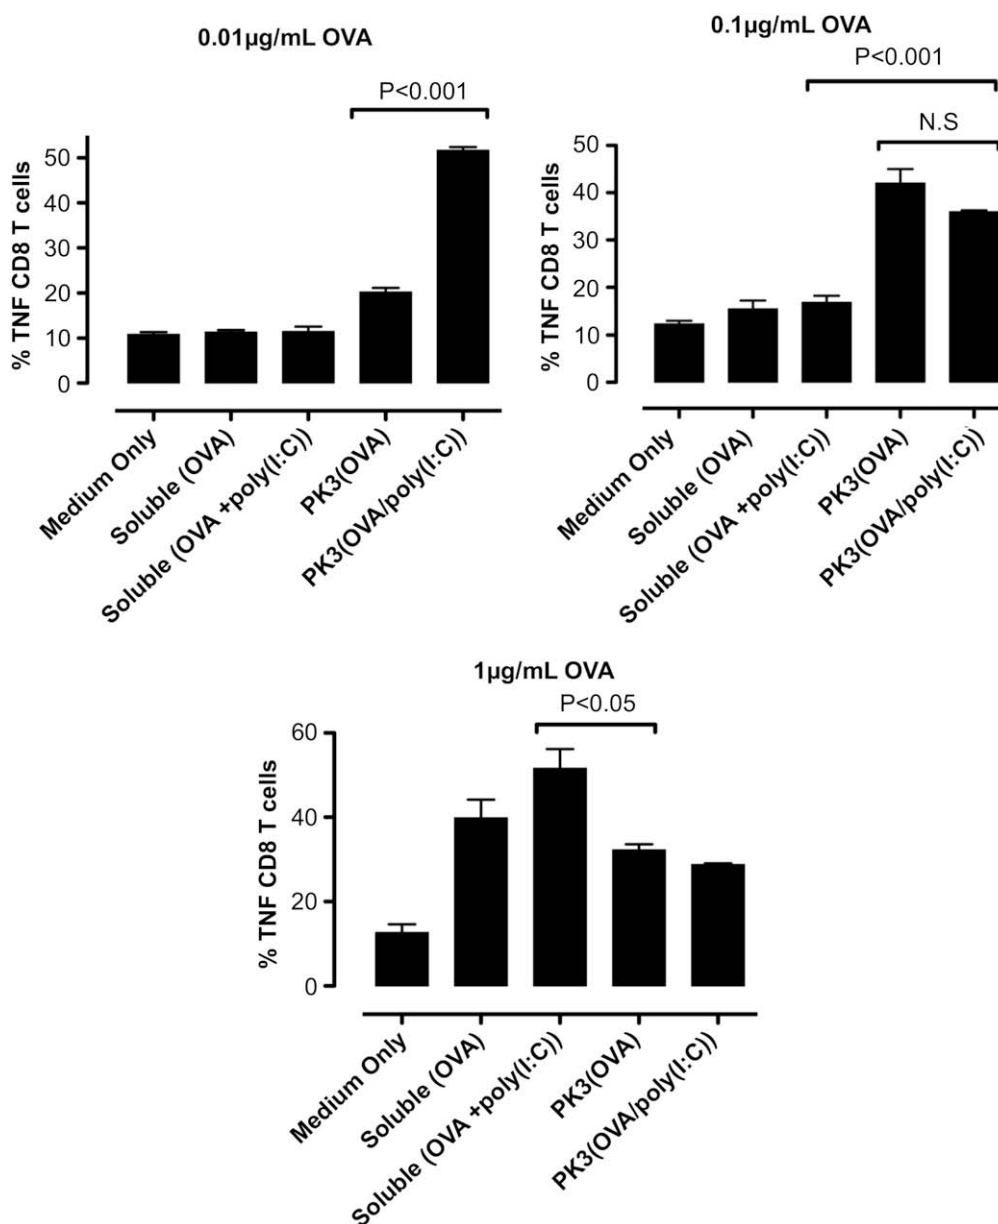 0.01µg/mL OVA
P<0.001
% TNF CD8 T cells
50
40
30
20
10
0
Medium Only
Soluble (OVA)
Soluble (OVA +poly(I:C))
PK3(OVA)
PK3(OVA/poly(I:C))
0.1µg/mL OVA
P<0.001
N.S
% TNF CD8 T cells
50
40
30
20
10
0
Medium Only
Soluble (OVA)
Soluble (OVA +poly(I:C))
PK3(OVA)
PK3(OVA/poly(I:C))
1µg/mL OVA
P<0.05
% TNF CD8 T cells
60
40
20
0
Medium Only
Soluble (OVA)
Soluble (OVA +poly(I:C))
PK3(OVA)
PK3(OVA/poly(I:C))